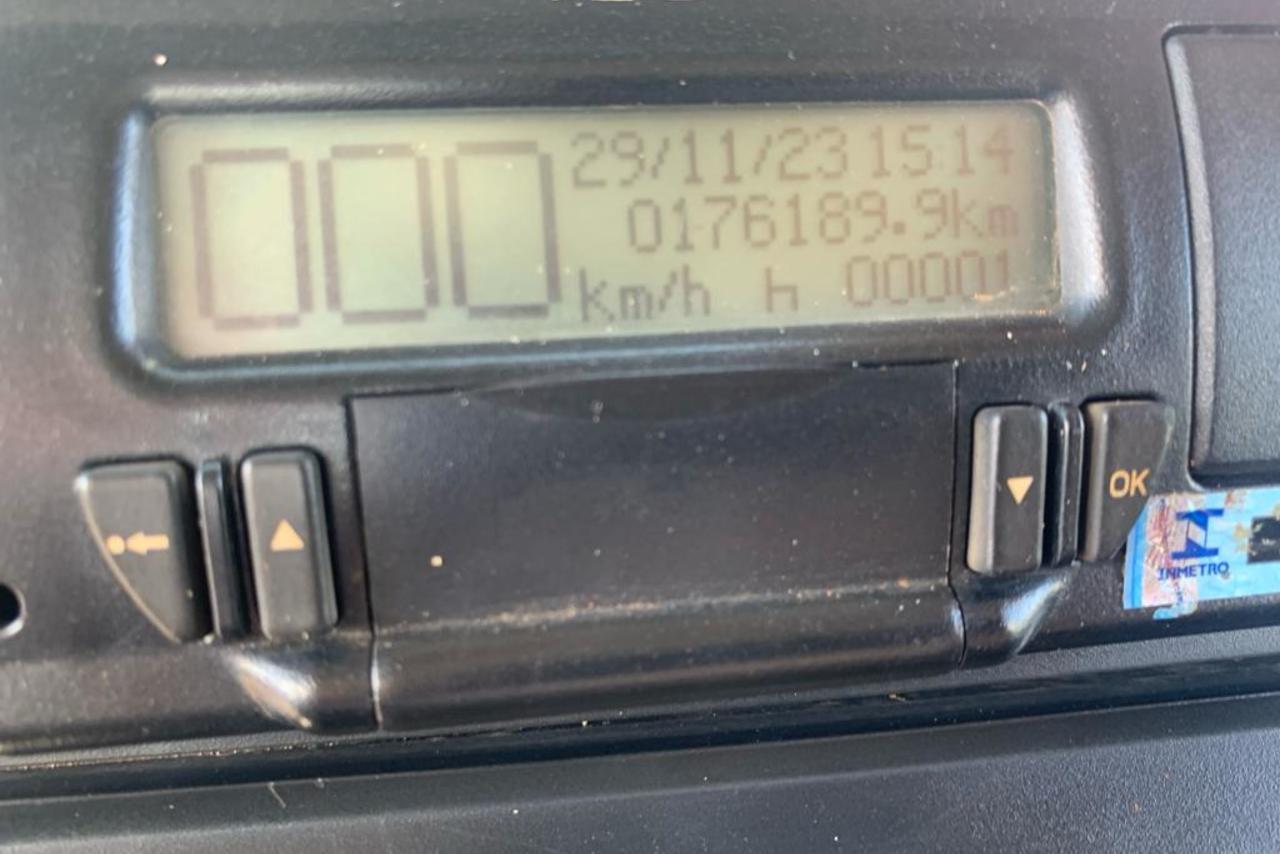 000
29/11/23 15:14
0176189.9km
km/h h 00001
OK
INMETRO